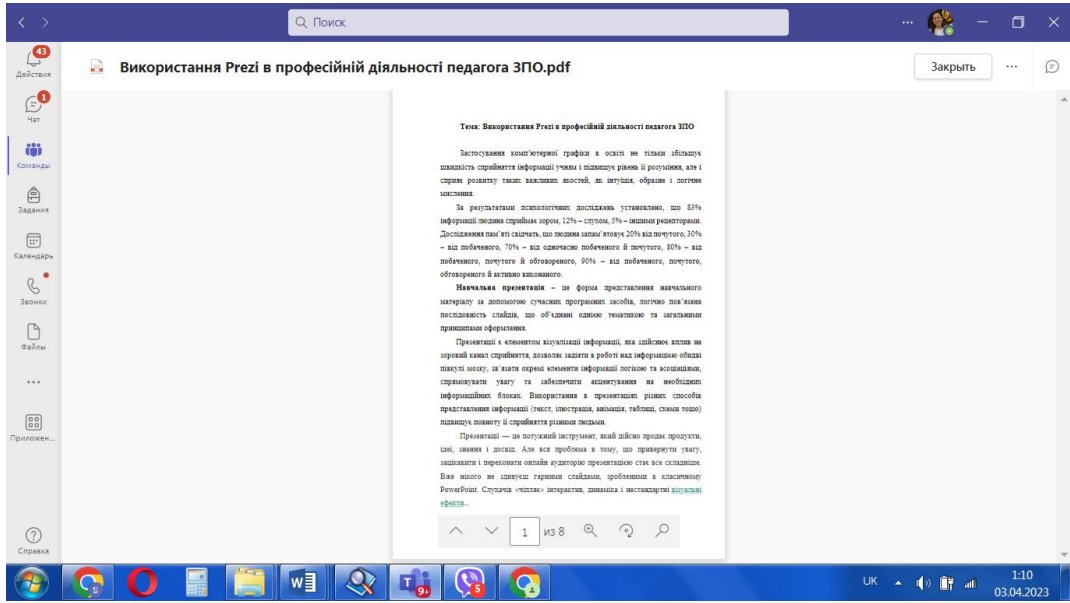 Поиск
43
Действия
1
Чат
Команды
Задания
Календарь
Звонки
Файлы
Приложен...
Справка
Використання Prezi в професійній діяльності педагога ЗПО.pdf
Закрыть
Тема: Використання Prezi в професійній діяльності педагога ЗПО
Застосування комп'ютерної графіки в освіті не тільки збільшує
швидкість сприйняття інформації учням і підвищує рівень її розуміння, але і
сприяє розвитку таких важливих якостей, як інтуїція, образне і логічне
мислення.
За результатами психологічних досліджень установлено, що 83%
інформації людина сприймає зором, 12% – слухом, 5% – іншими рецепторами.
Дослідження пам'яті свідчать, що людина запам'ятовує 20% від почутого, 30%
– від побаченого, 70% – від одночасно побаченого й почутого, 80% – від
побаченого, почутого й обговореного, 90% – від побаченого, почутого,
обговореного й активно виконаного.
Навчальна презентація – це форма представлення навчального
матеріалу за допомогою сучасних програмних засобів, логічно пов'язана
послідовність слайдів, що об'єднані однією тематикою та загальними
принципами оформлення.
Презентації є елементом візуалізації інформації, яка здійснює вплив на
зоровий канал сприйняття, дозволяє задіяти в роботі над інформацією обидві
півкулі мозку, зв'язати окремі елементи інформації логікою та асоціаціями,
спрямовувати увагу та забезпечити акцентування на необхідних
інформаційних блоках. Використання в презентаціях різних способів
представлення інформації (текст, ілюстрація, анімація, таблиці, схеми тощо)
підвищує повноту її сприйняття різними людьми.
Презентації — це потужний інструмент, який дійсно продає продукти,
ідеї, знання і досвід. Але вся проблема в тому, що привернути увагу,
зацікавити і переконати онлайн аудиторію презентацією стає все складніше.
Вже нікого не здивуєш гарними слайдами, зробленими в класичному
PowerPoint. Слухачів «чіпляє» інтерактив, динаміка і нестандартні візуальні
ефекти...
1 из 8
9+
5
UK
1:10
03.04.2023